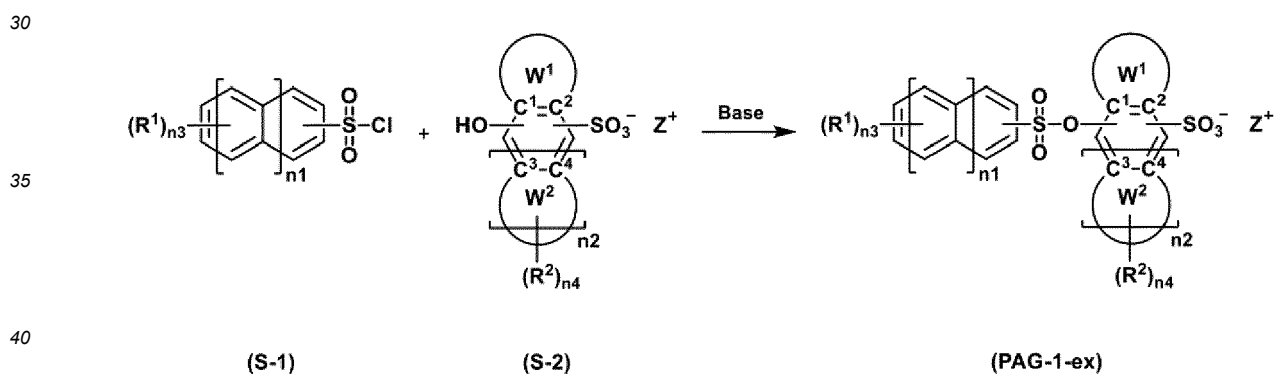 30
(R¹)n3 n1 O S O Cl + HO W¹ C¹ C² SO₃⁻ Z⁺ C³ C⁴ W² n2 (R²)n4 Base (R¹)n3 n1 O S O O W¹ C¹ C² SO₃⁻ Z⁺ C³ C⁴ W² n2 (R²)n4
35
40
(S-1) (S-2) (PAG-1-ex)